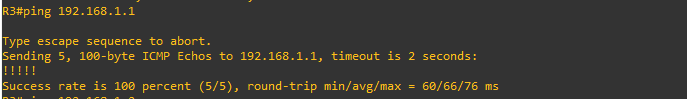 R3#ping 192.168.1.1
Type escape sequence to abort.
Sending 5, 100-byte ICMP Echos to 192.168.1.1, timeout is 2 seconds:
!!!!!
Success rate is 100 percent (5/5), round-trip min/avg/max = 60/66/76 ms